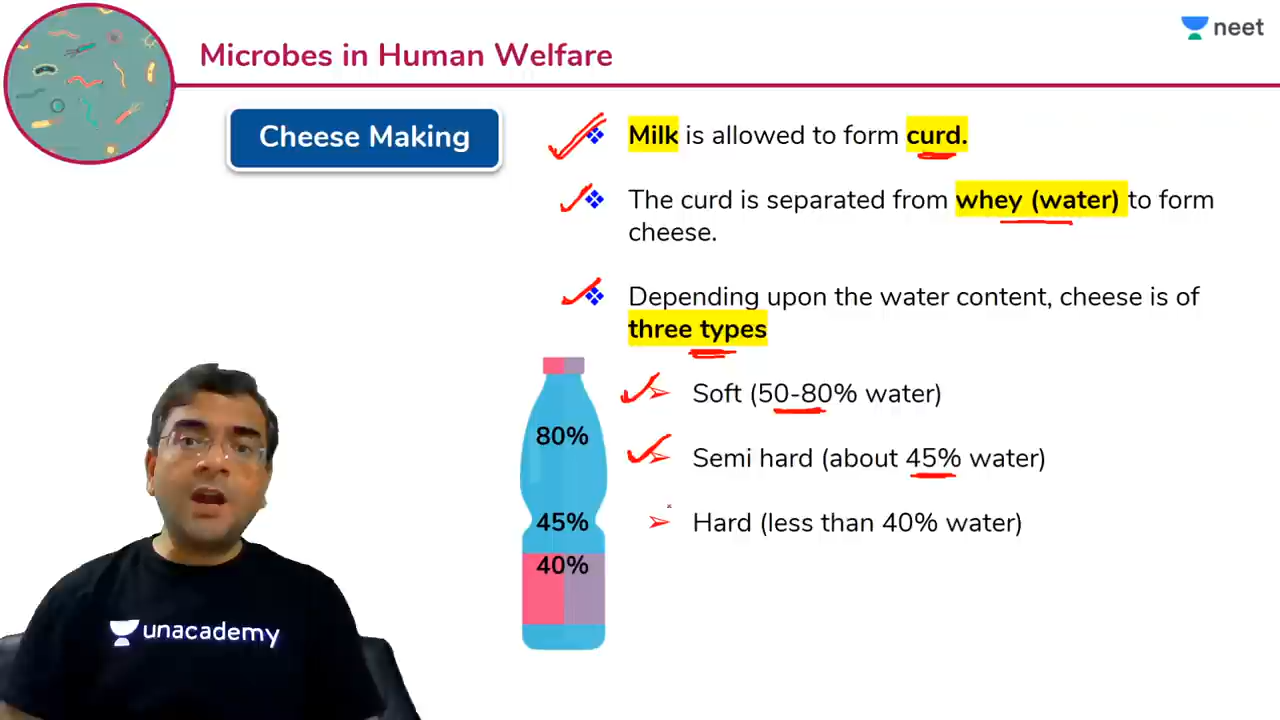 neet
Microbes in Human Welfare
Cheese Making
Milk is allowed to form curd.
The curd is separated from whey (water) to form
cheese.
Depending upon the water content, cheese is of
three types
Soft (50-80% water)
80%
Semi hard (about 45% water)
45%
Hard (less than 40% water)
40%
unacademy